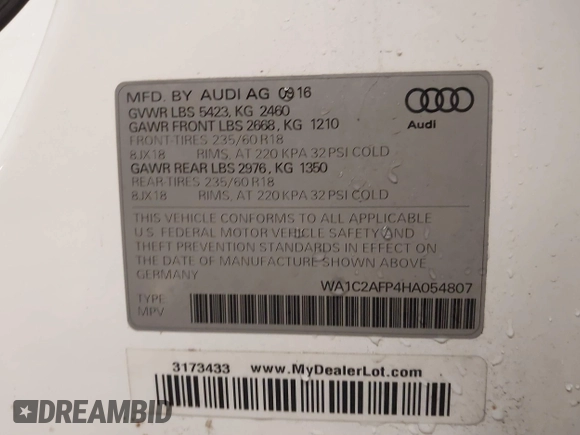 MFD. BY AUDI AG 0916
GVWR LBS 5423, KG 2460
GAWR FRONT LBS 2668, KG 1210
FRONT-TIRES 235/60 R18
8JX18 RIMS, AT 220 KPA 32 PSI COLD
GAWR REAR LBS 2976, KG 1350
REAR-TIRES 235/60 R18
8JX18 RIMS, AT 220 KPA 32 PSI COLD
Audi
THIS VEHICLE CONFORMS TO ALL APPLICABLE
U.S. FEDERAL MOTOR VEHICLE SAFETY AND
THEFT PREVENTION STANDARDS IN EFFECT ON
THE DATE OF MANUFACTURE SHOWN ABOVE.
GERMANY
WA1C2AFP4HA054807
TYPE:
MPV
3173433 www.MyDealerLot.com
DREAMBID